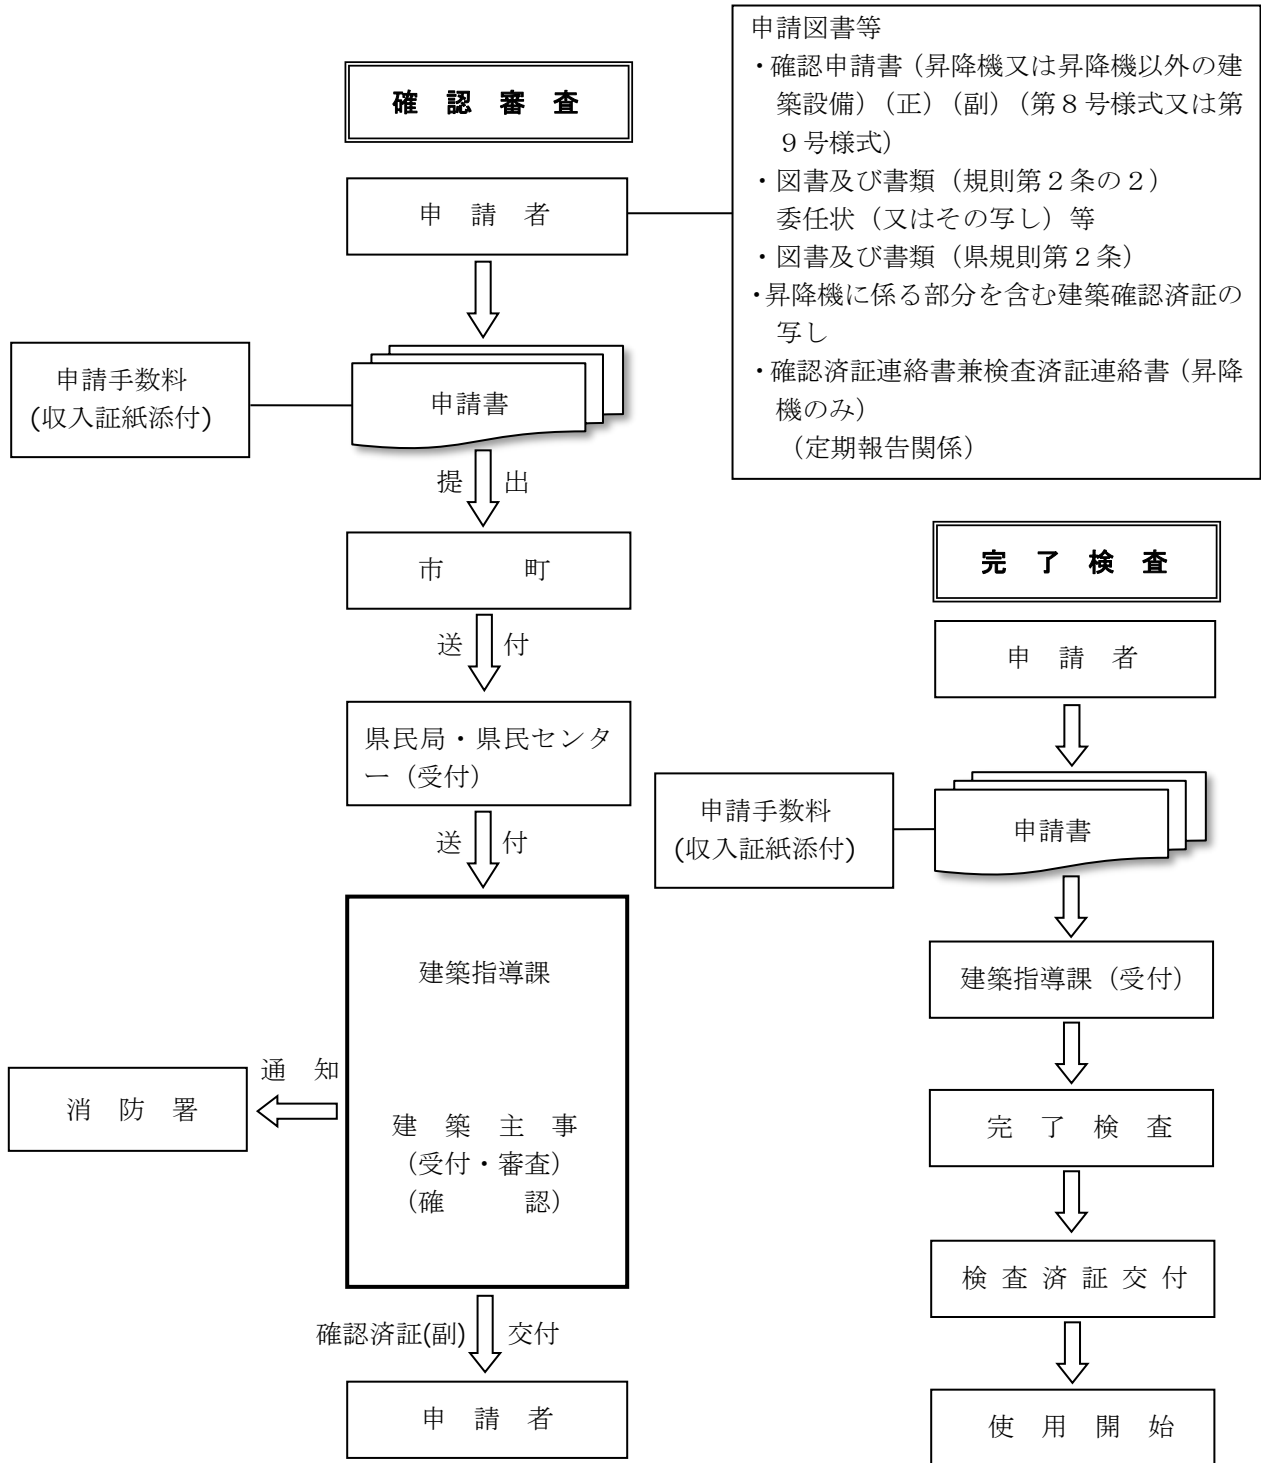 確認審査
申請者
申請図書等
・確認申請書（昇降機又は昇降機以外の建
築設備）（正）（副）（第８号様式又は第
９号様式）
・図書及び書類（規則第２条の２）
委任状（又はその写し）等
・図書及び書類（県規則第２条）
・昇降機に係る部分を含む建築確認済証の
写し
・確認済証連絡書兼検査済証連絡書（昇降
機のみ）
（定期報告関係）
申請手数料
(収入証紙添付)
申請書
提出
市町
送付
県民局・県民センタ
ー（受付）
送付
建築指導課
建築主事
（受付・審査）
（確認）
通知
消防署
確認済証(副)交付
申請者
完了検査
申請者
申請手数料
(収入証紙添付)
申請書
建築指導課（受付）
完了検査
検査済証交付
使用開始